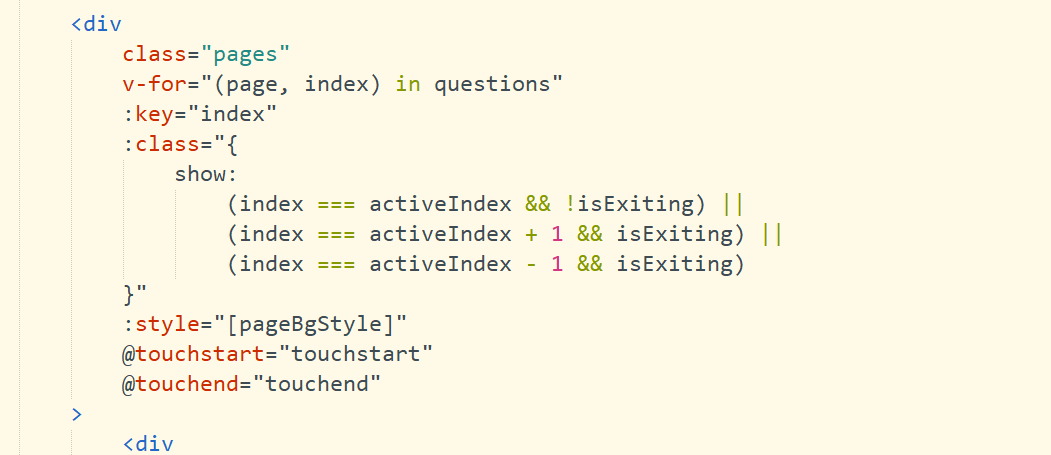 <div
class="pages"
v-for="(page, index) in questions"
:key="index"
:class="{
show:
(index === activeIndex && !isExiting) ||
(index === activeIndex + 1 && isExiting) ||
(index === activeIndex - 1 && isExiting)
}"
:style="[pageBgStyle]"
@touchstart="touchstart"
@touchend="touchend"
>
<div